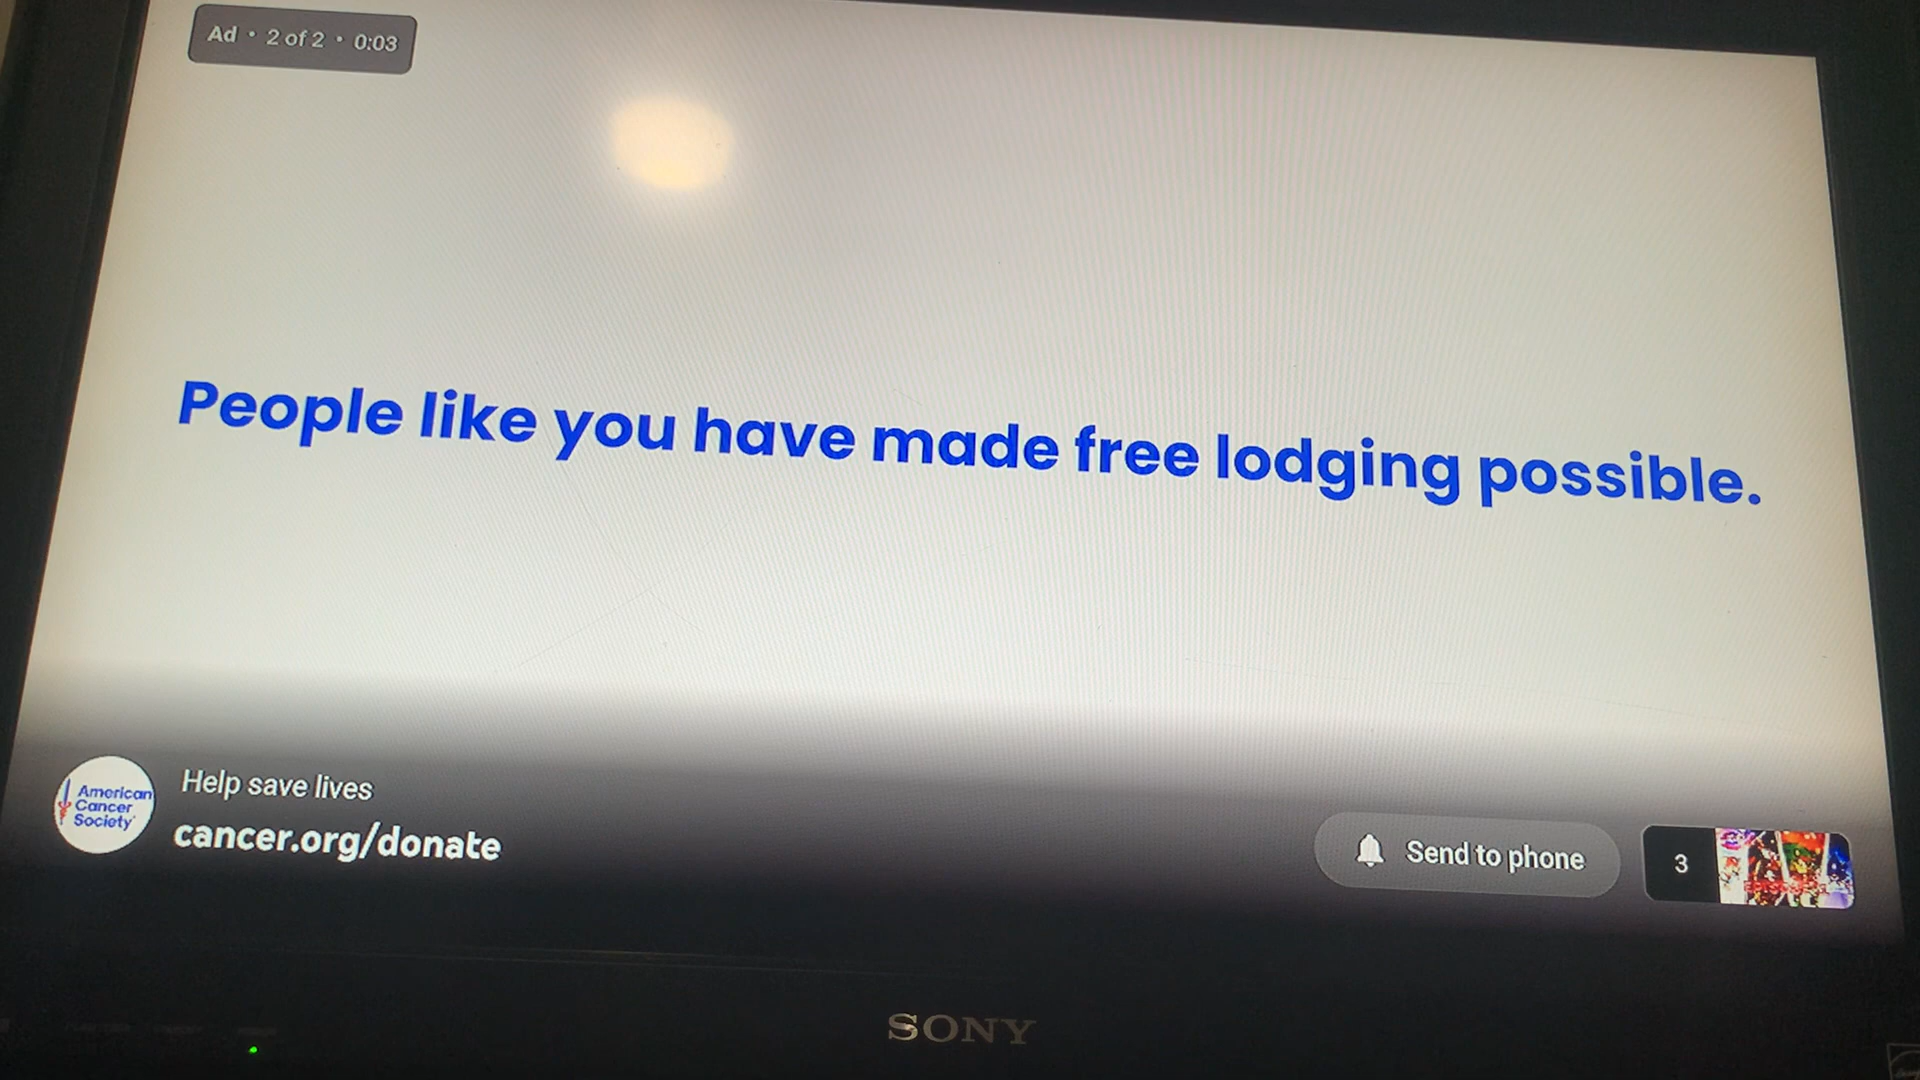 Ad • 2 of 2 • 0:03
People like you have made free lodging possible.
American
Cancer
Society
Help save lives
cancer.org/donate
Send to phone
3
SONY